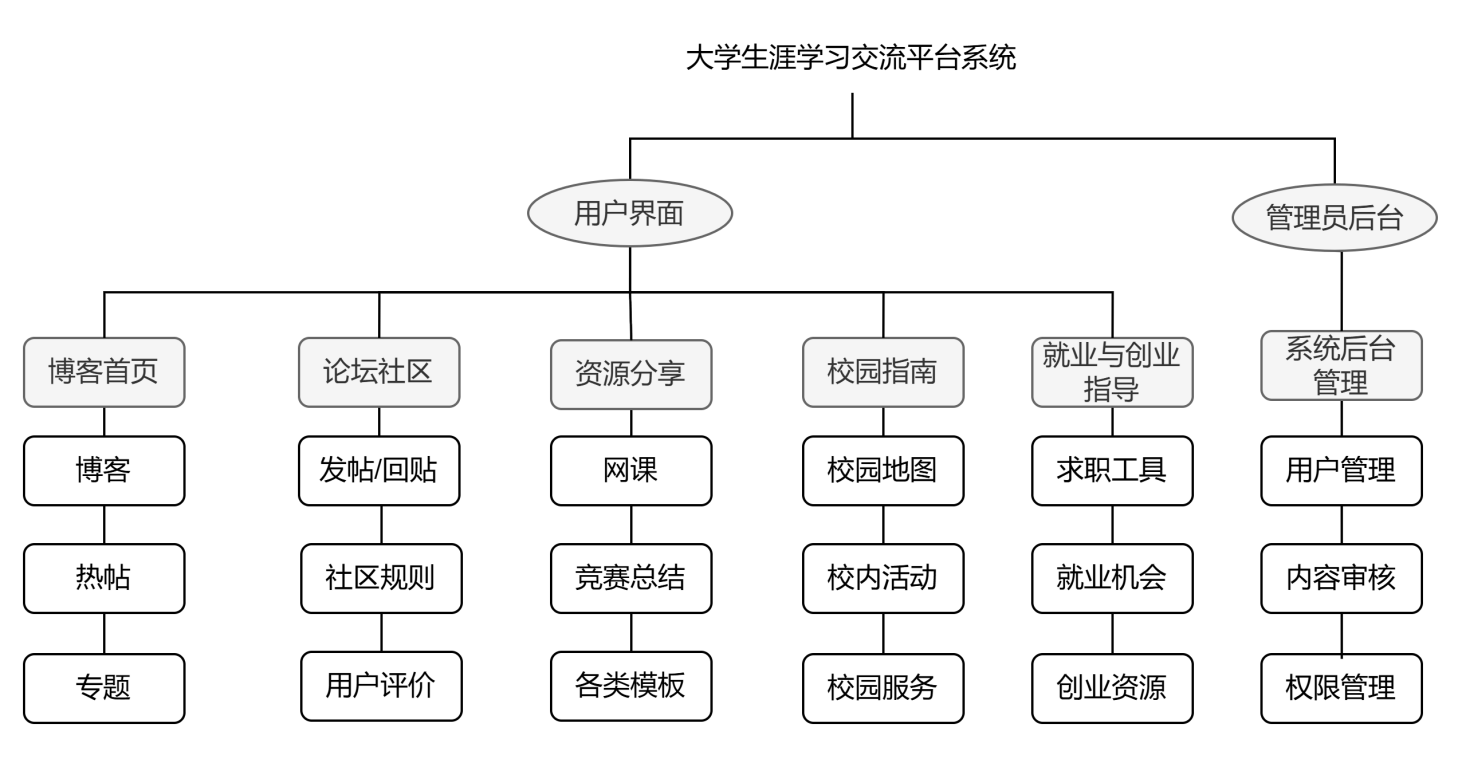 大学生涯学习交流平台系统
用户界面
管理员后台
博客首页
论坛社区
资源分享
校园指南
就业与创业
指导
系统后台
管理
博客
发帖/回贴
网课
校园地图
求职工具
用户管理
热帖
社区规则
竞赛总结
校内活动
就业机会
内容审核
专题
用户评价
各类模板
校园服务
创业资源
权限管理